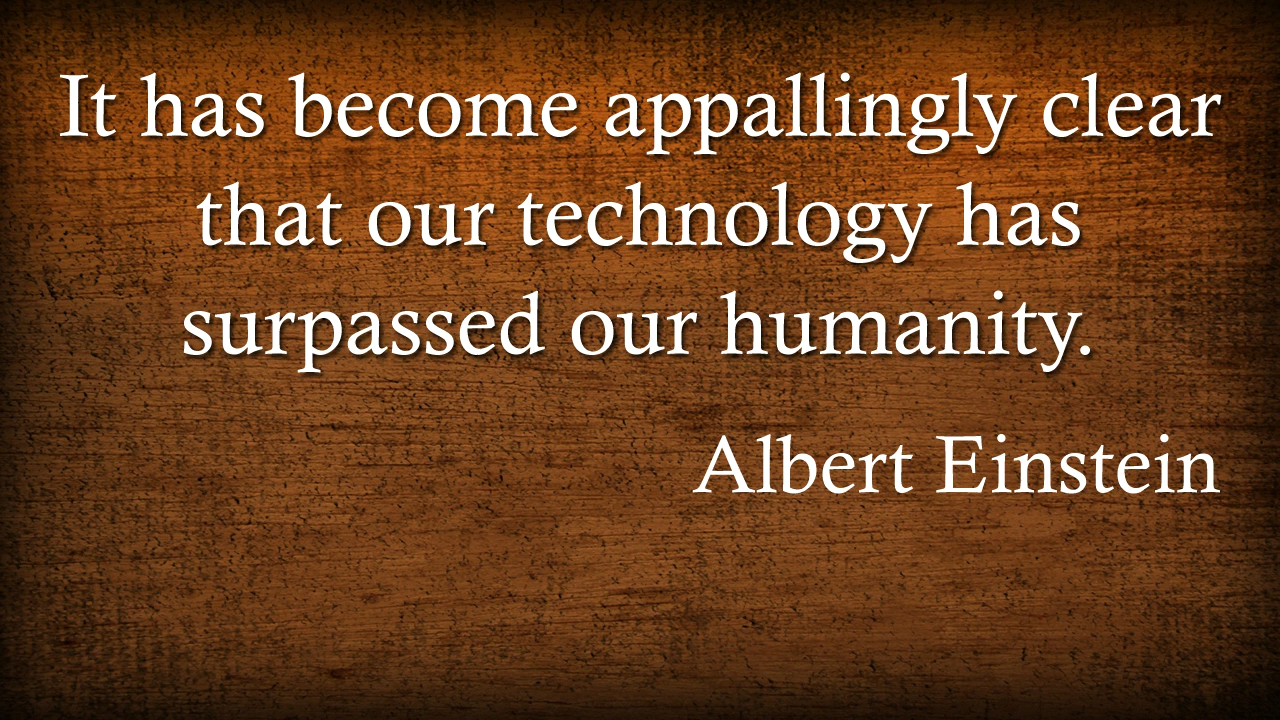 It has become appallingly clear
that our technology has
surpassed our humanity.
Albert Einstein